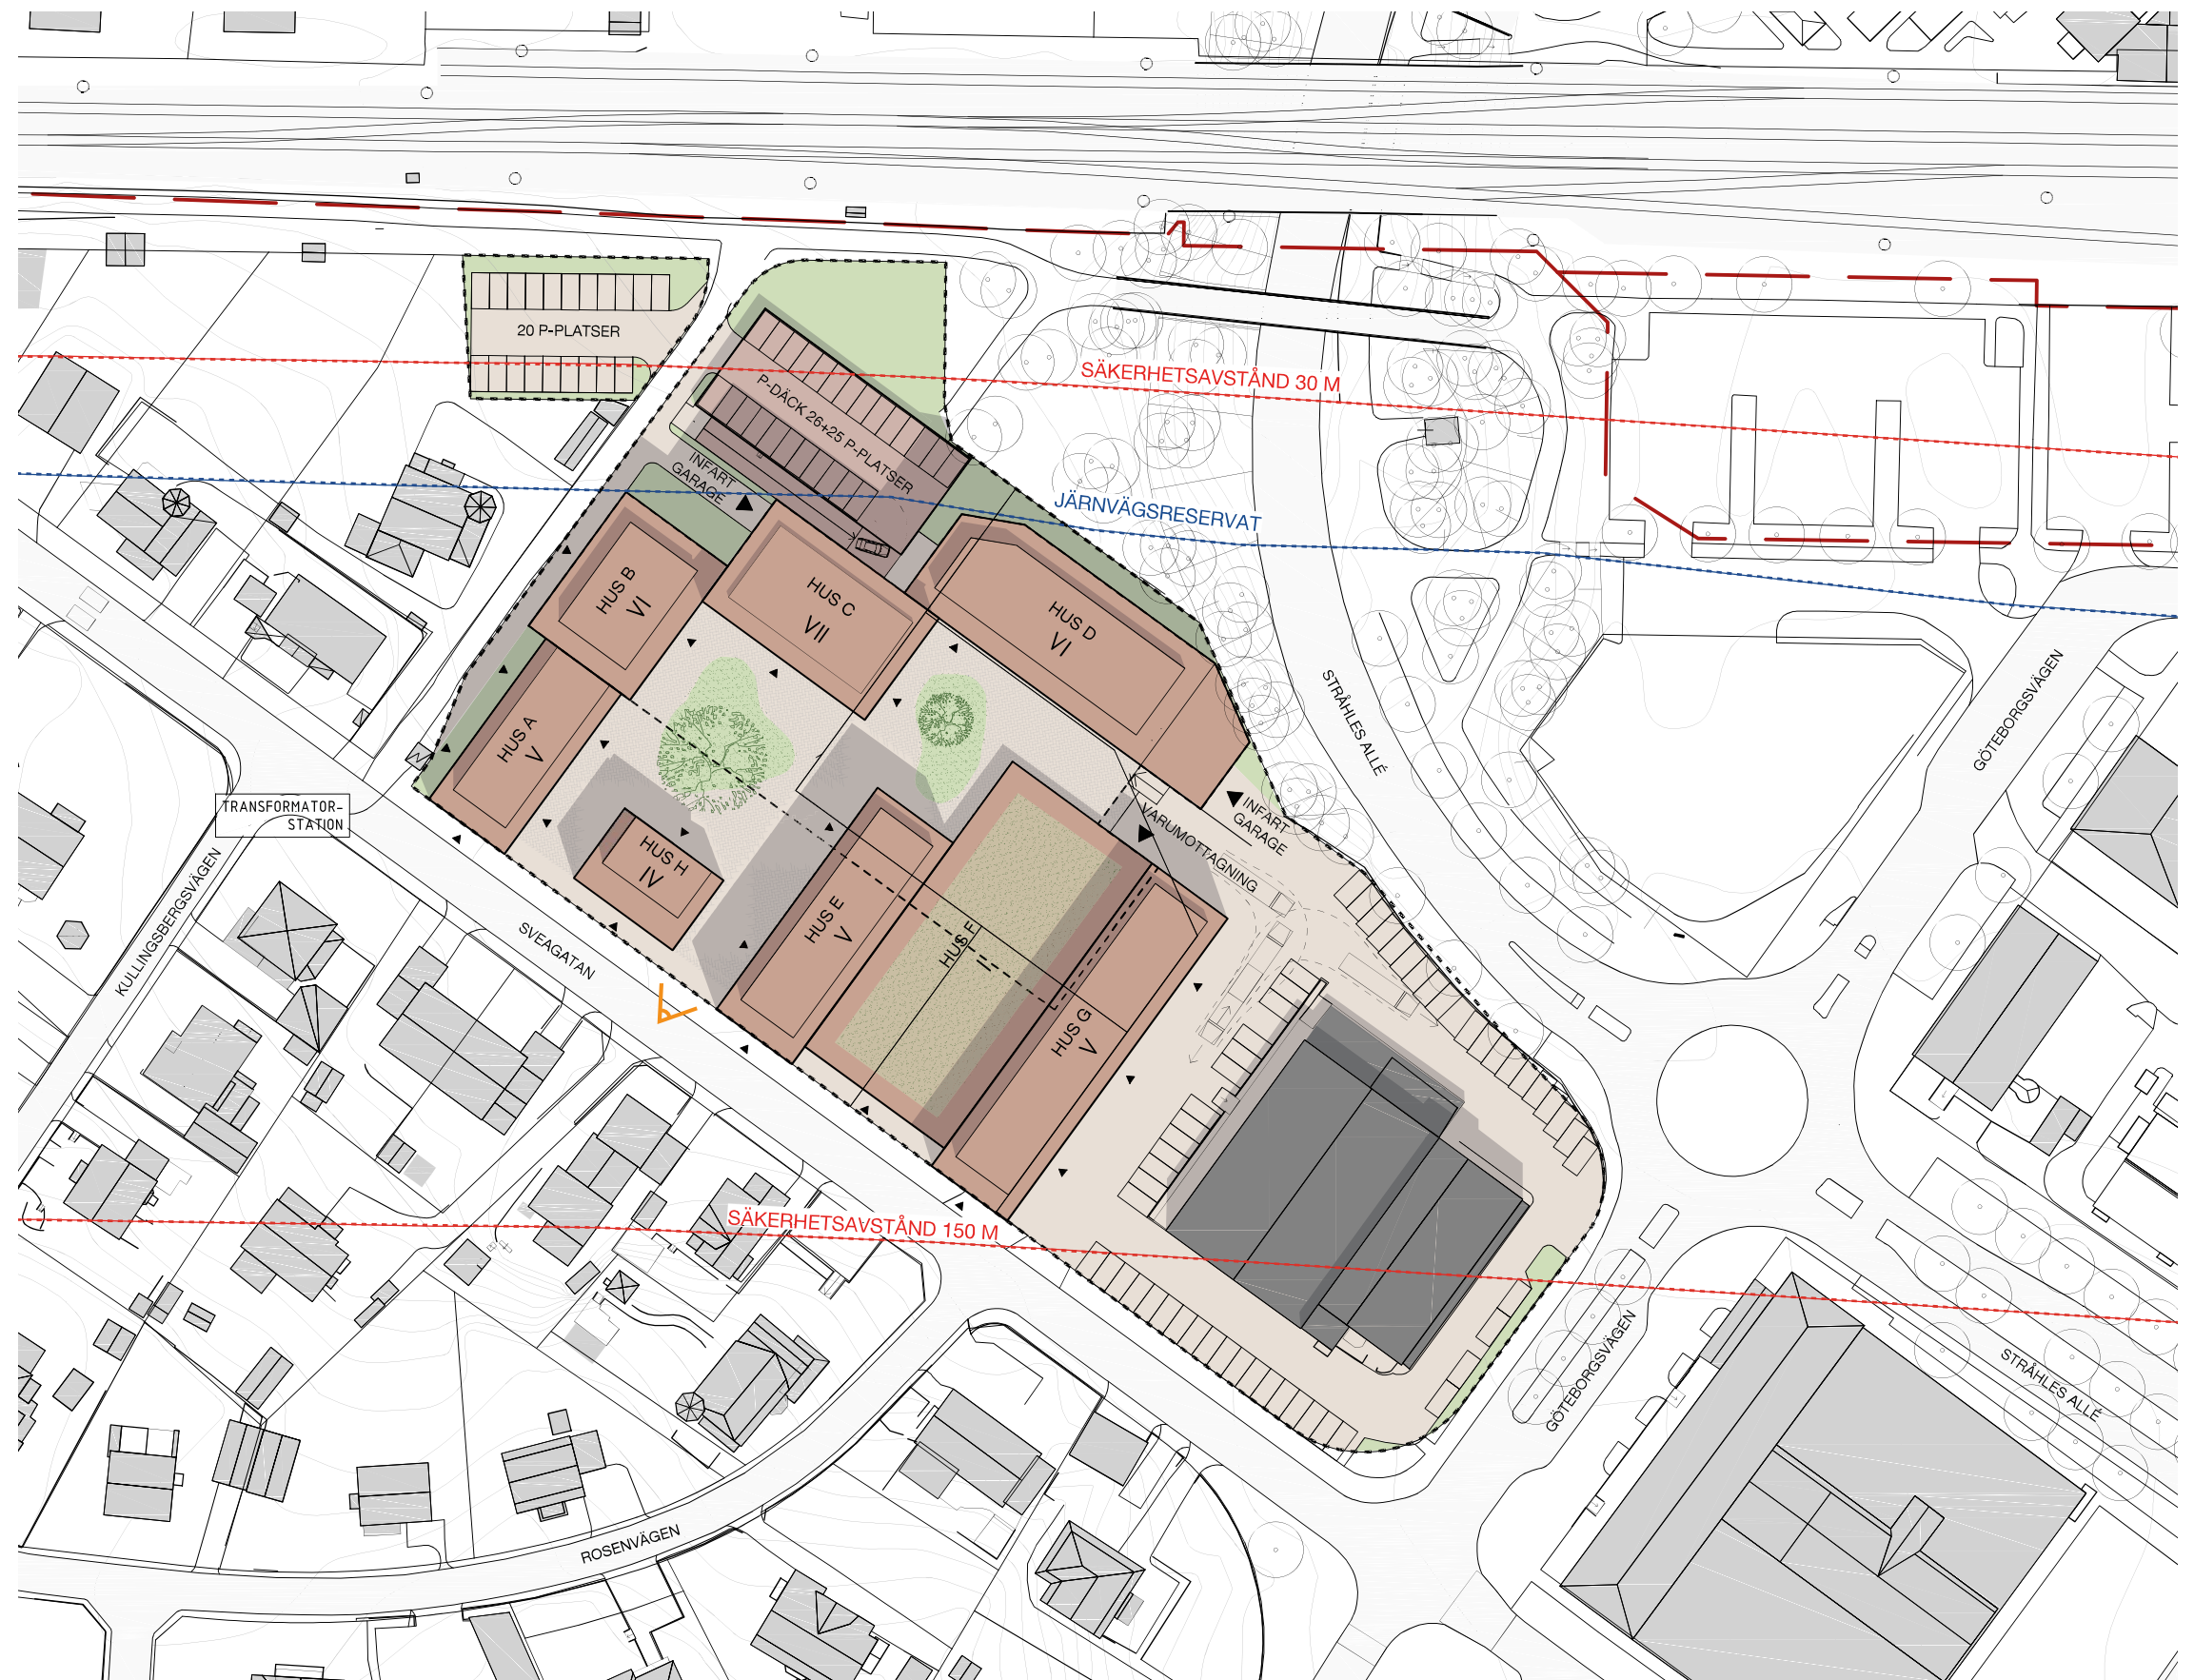 20 P-PLATSER
SÄKERHETSAVSTÅND 30 M
P-DÄCK 26+25 P-PLATSER
INFART
GARAGE
JÄRNVÄGSRESERVAT
HUS B
VI
HUS C
VII
HUS D
VI
HUS A
V
STRÅHLES ALLÉ
GÖTEBORGSVÄGEN
TRANSFORMATOR-
STATION
INFART
GARAGE
VARUMOTTAGNING
HUS H
IV
HUS E
V
HUS F
I
HUS G
V
KULLINGSBERGSVÄGEN
SVEAGATAN
SÄKERHETSAVSTÅND 150 M
GÖTEBORGSVÄGEN
STRÅHLES ALLÉ
ROSENVÄGEN